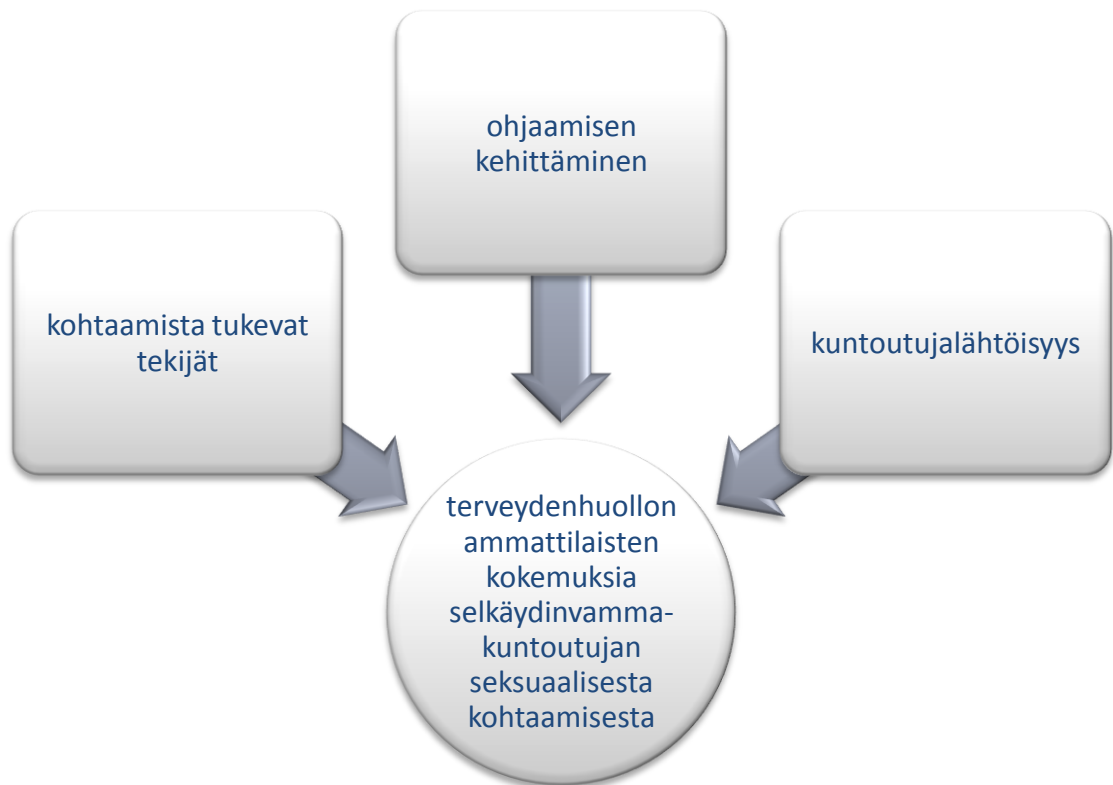 ohjaamisen
kehittäminen
kohtaamista tukevat
tekijät
kuntoutujalähtöisyys
terveydenhuollon
ammattilaisten
kokemuksia
selkäydinvamma-
kuntoutujan
seksuaalisesta
kohtaamisesta